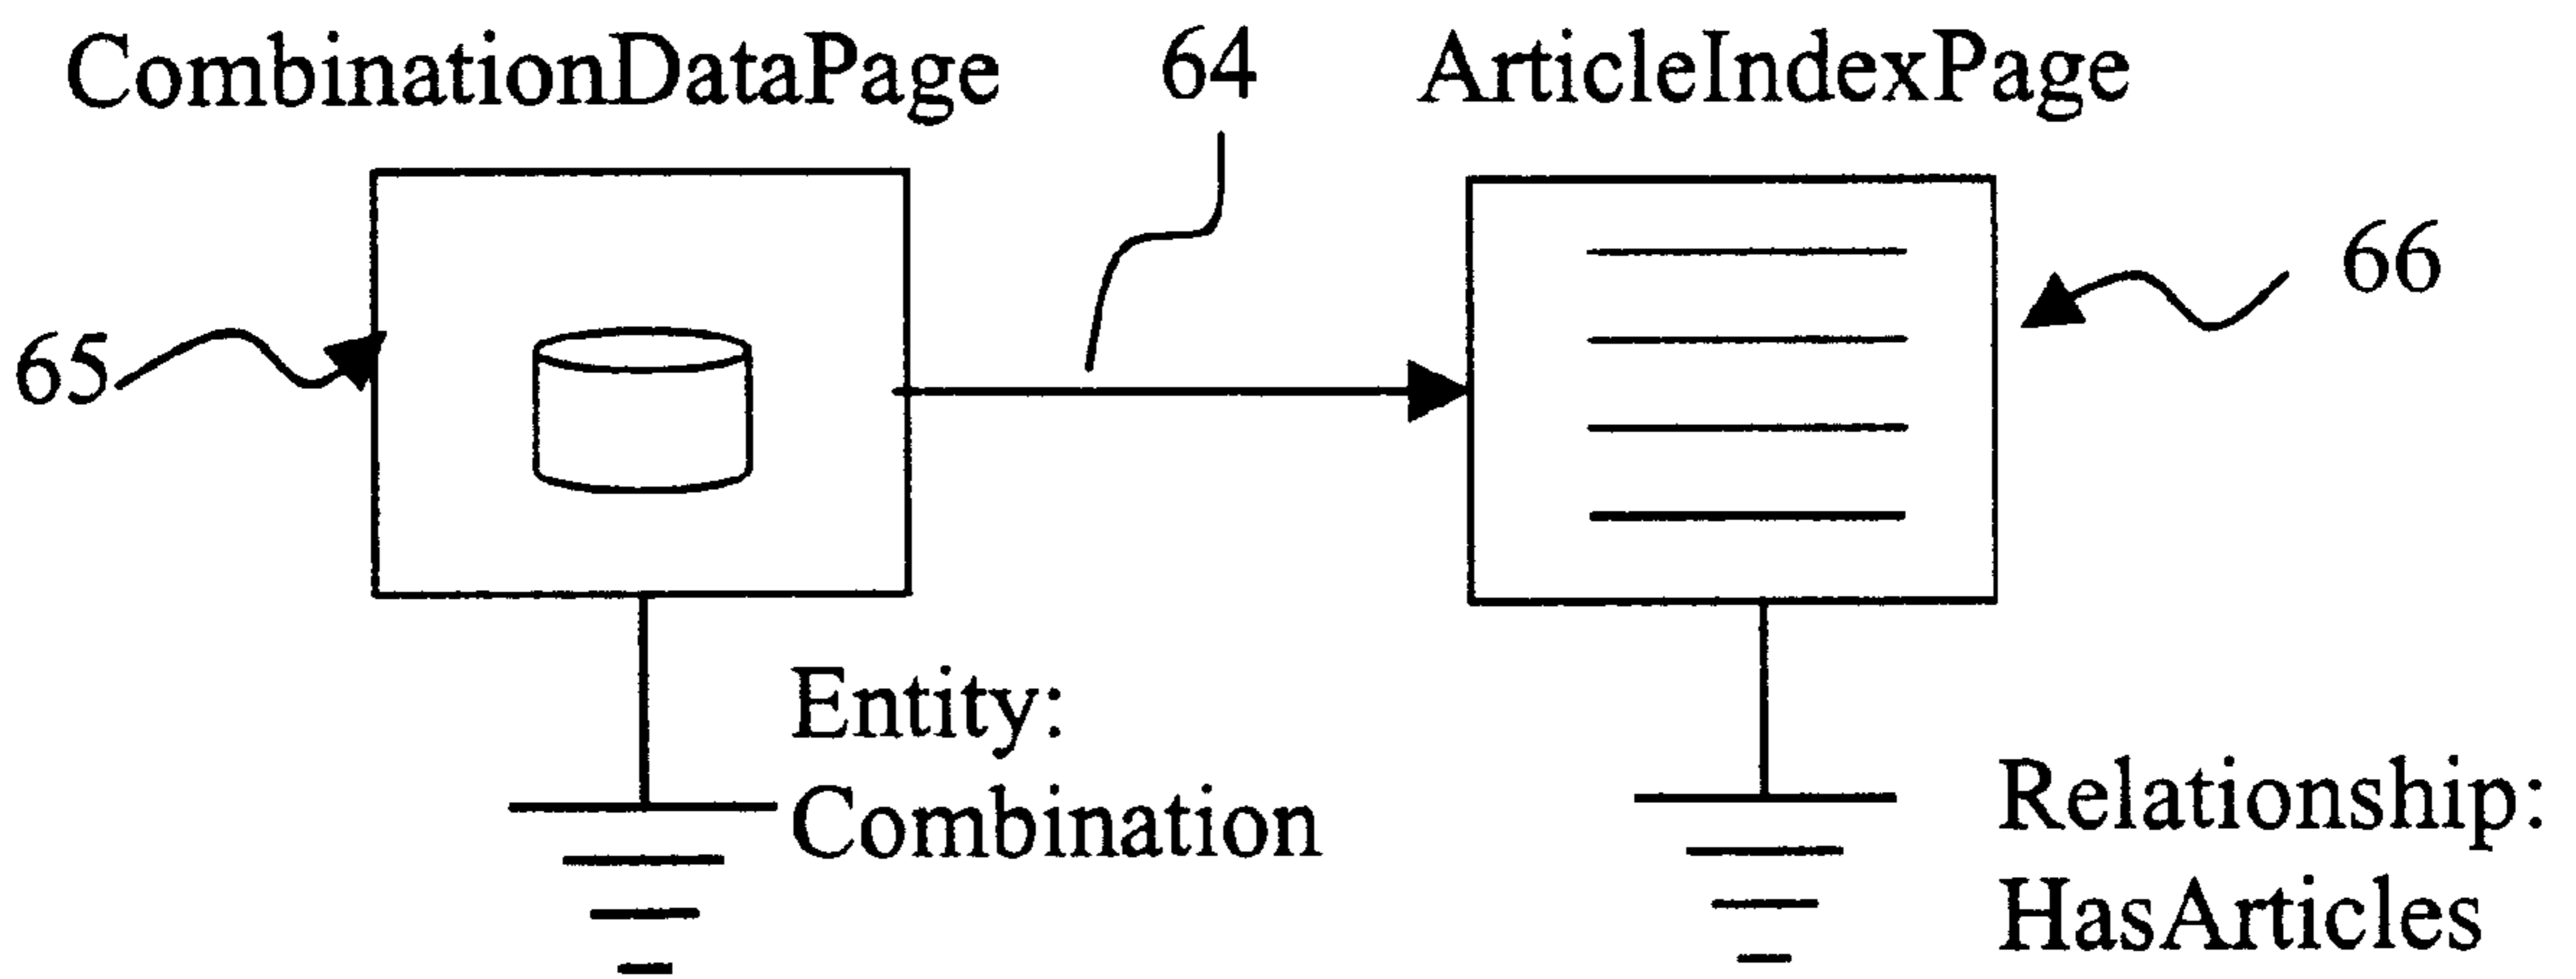 CombinationDataPage
64
ArticleIndexPage
66
65
Entity:
Combination
Relationship:
HasArticles